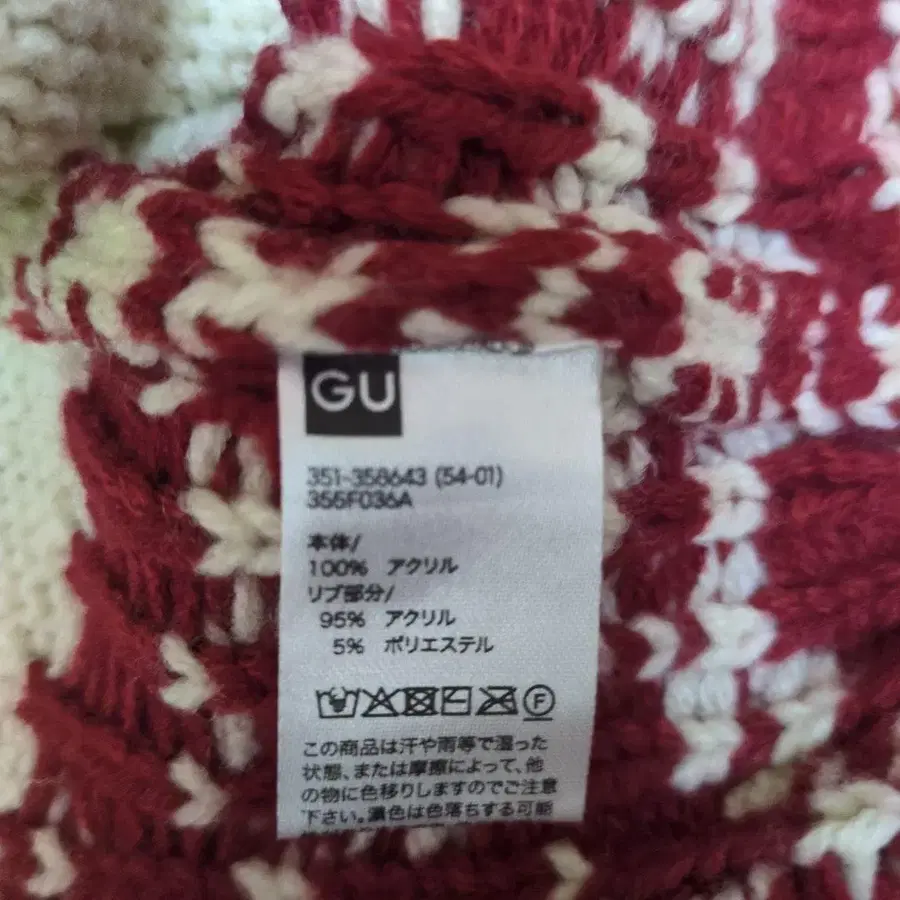 GU
351-358643 (54-01)
355F036A
本体/
100% アクリル
リブ部分/
95% アクリル
5% ポリエステル
F
この商品は汗や雨等で湿った
状態、または摩擦によって、他
の物に色移りしますのでご注意
下さい。濃色は色落ちする可能